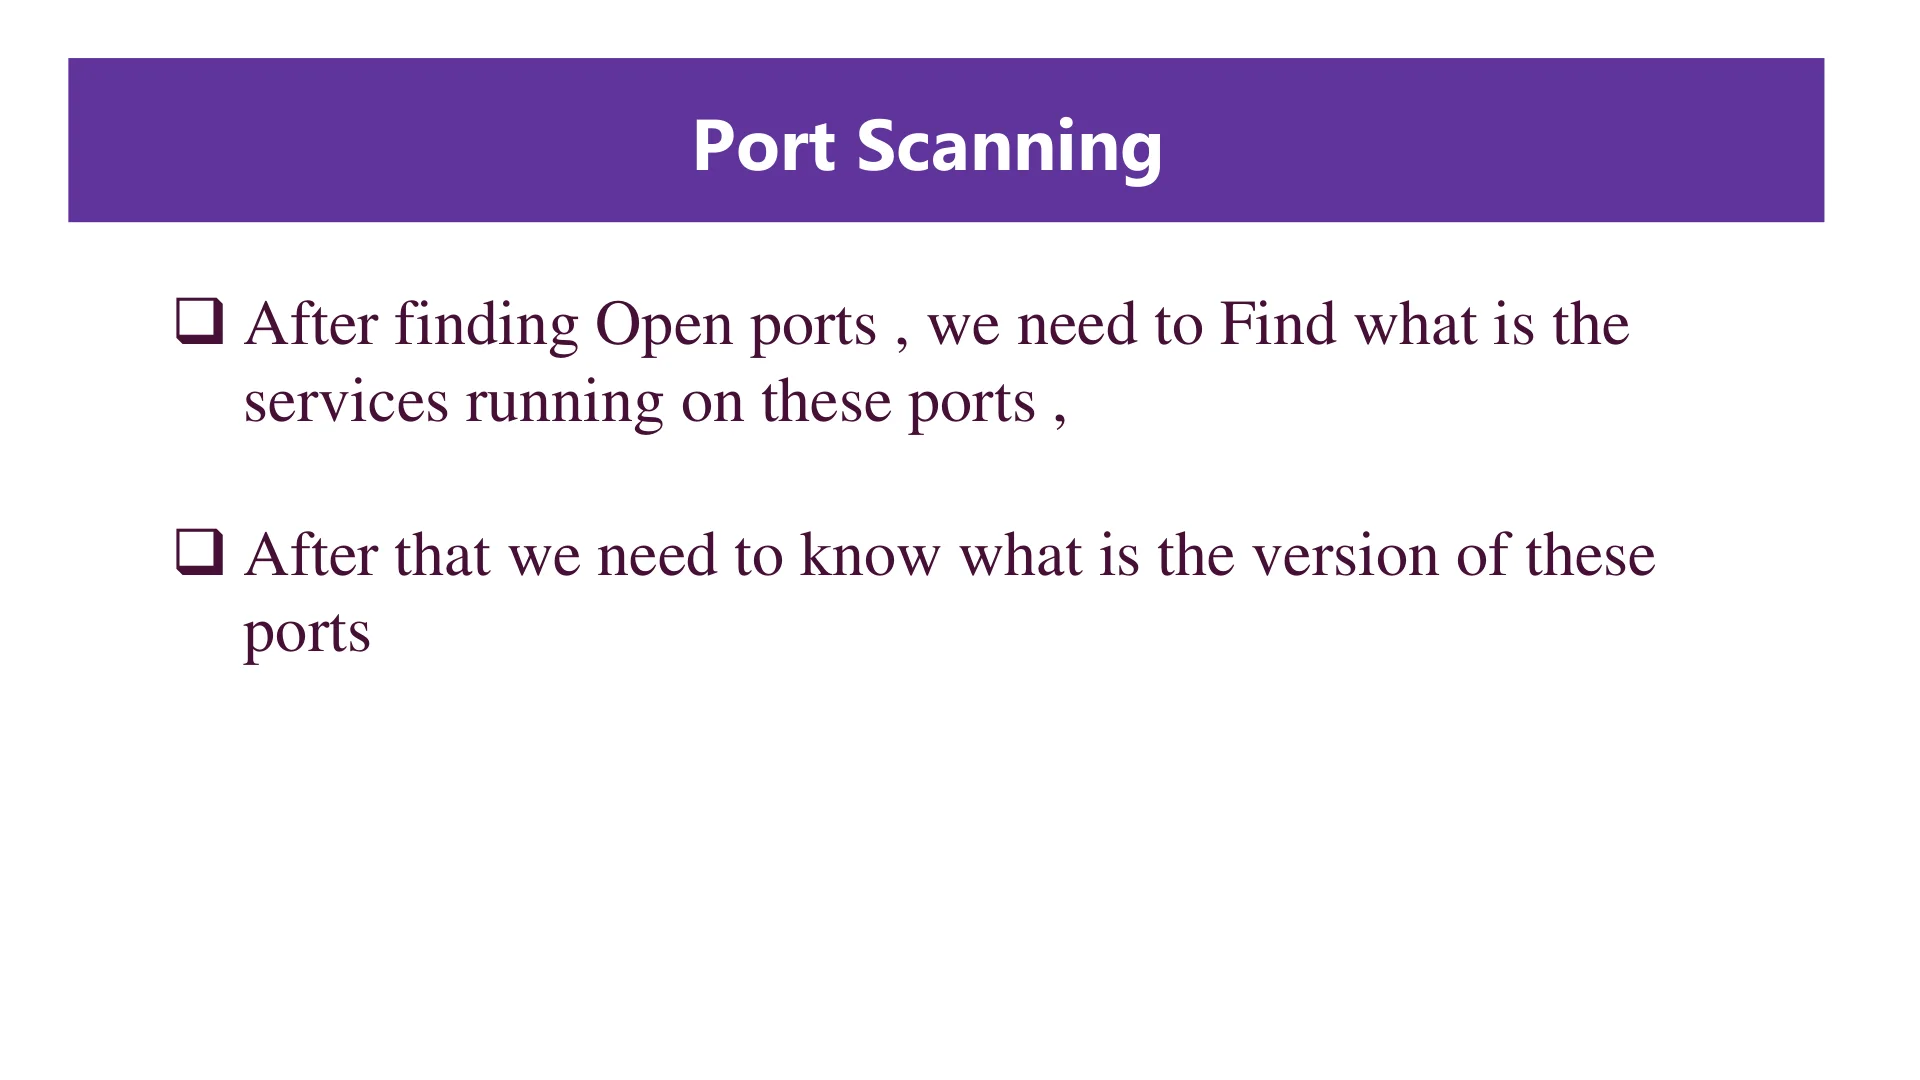 Port Scanning
❑ After finding Open ports , we need to Find what is the
services running on these ports ,
❑ After that we need to know what is the version of these
ports